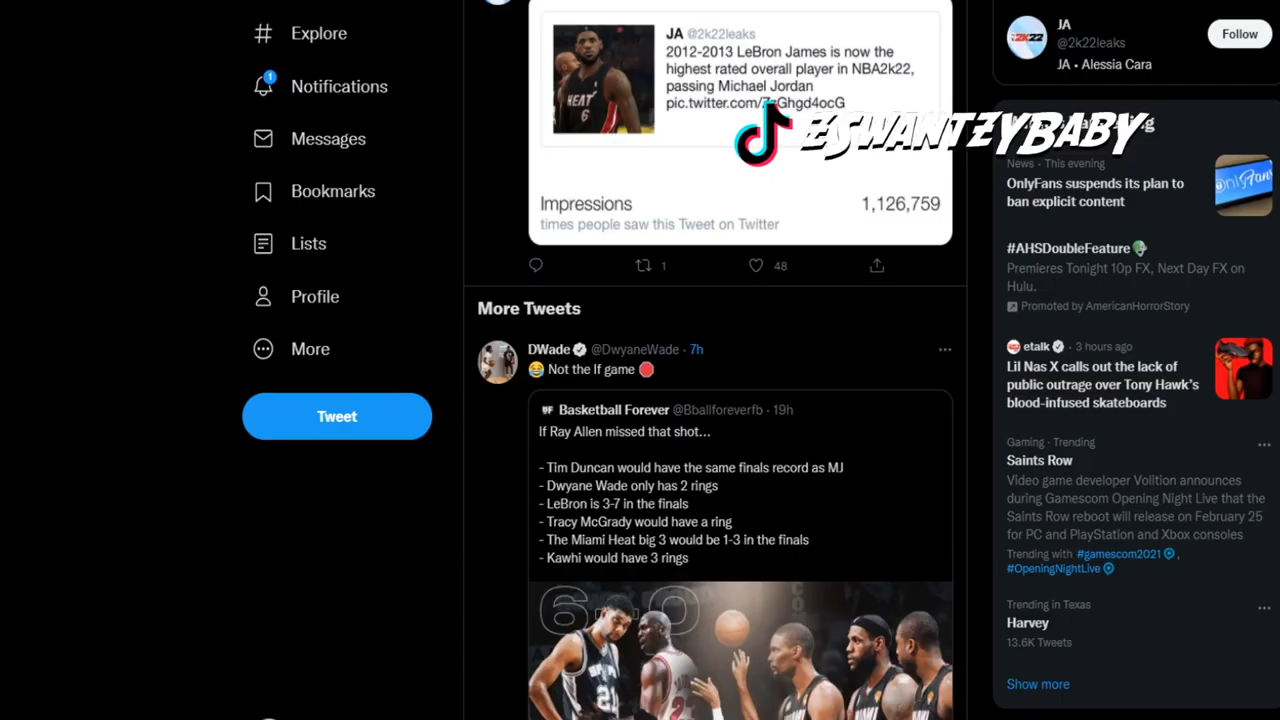 Explore
1
Notifications
Messages
Bookmarks
Lists
Profile
More
Tweet
JA @2k22leaks
2012-2013 LeBron James is now the
highest rated overall player in NBA2k22,
passing Michael Jordan
HEAT
6
Impressions
1,126,759
times people saw this Tweet on Twitter
1
48
More Tweets
DWade @DwyaneWade · 7h
😂 Not the If game 🛑
Basketball Forever @Bballforeverfb · 19h
If Ray Allen missed that shot...
- Tim Duncan would have the same finals record as MJ
- Dwyane Wade only has 2 rings
- LeBron is 3-7 in the finals
- Tracy McGrady would have a ring
- The Miami Heat big 3 would be 1-3 in the finals
- Kawhi would have 3 rings
6-0
21
ESWANTZYBABY
2K22
JA
@2k22leaks
JA • Alessia Cara
Follow
News · This evening
OnlyFans suspends its plan to
ban explicit content
OnlyFans
#AHSDoubleFeature
Premieres Tonight 10p FX, Next Day FX on
Hulu.
Promoted by AmericanHorrorStory
etalk · 3 hours ago
Lil Nas X calls out the lack of
public outrage over Tony Hawk's
blood-infused skateboards
Gaming · Trending
Saints Row
Video game developer Volition announces
during Gamescom Opening Night Live that the
Saints Row reboot will release on February 25
for PC and PlayStation and Xbox consoles
Trending with #gamescom2021 ,
#OpeningNightLive
Trending in Texas
Harvey
13.6K Tweets
Show more